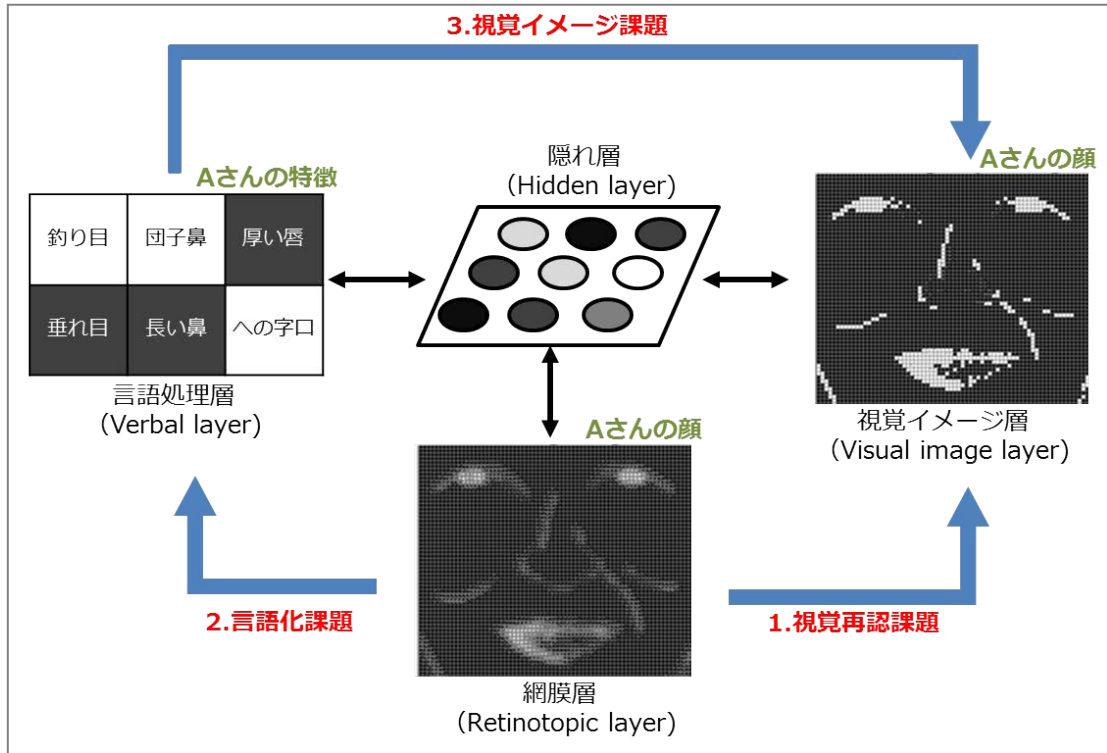 3.視覚イメージ課題
Aさんの特徴
釣り目
団子鼻
厚い唇
垂れ目
長い鼻
への字口
言語処理層
（Verbal layer）
隠れ層
（Hidden layer）
Aさんの顔
視覚イメージ層
（Visual image layer）
Aさんの顔
網膜層
（Retinotopic layer）
2.言語化課題
1.視覚再認課題